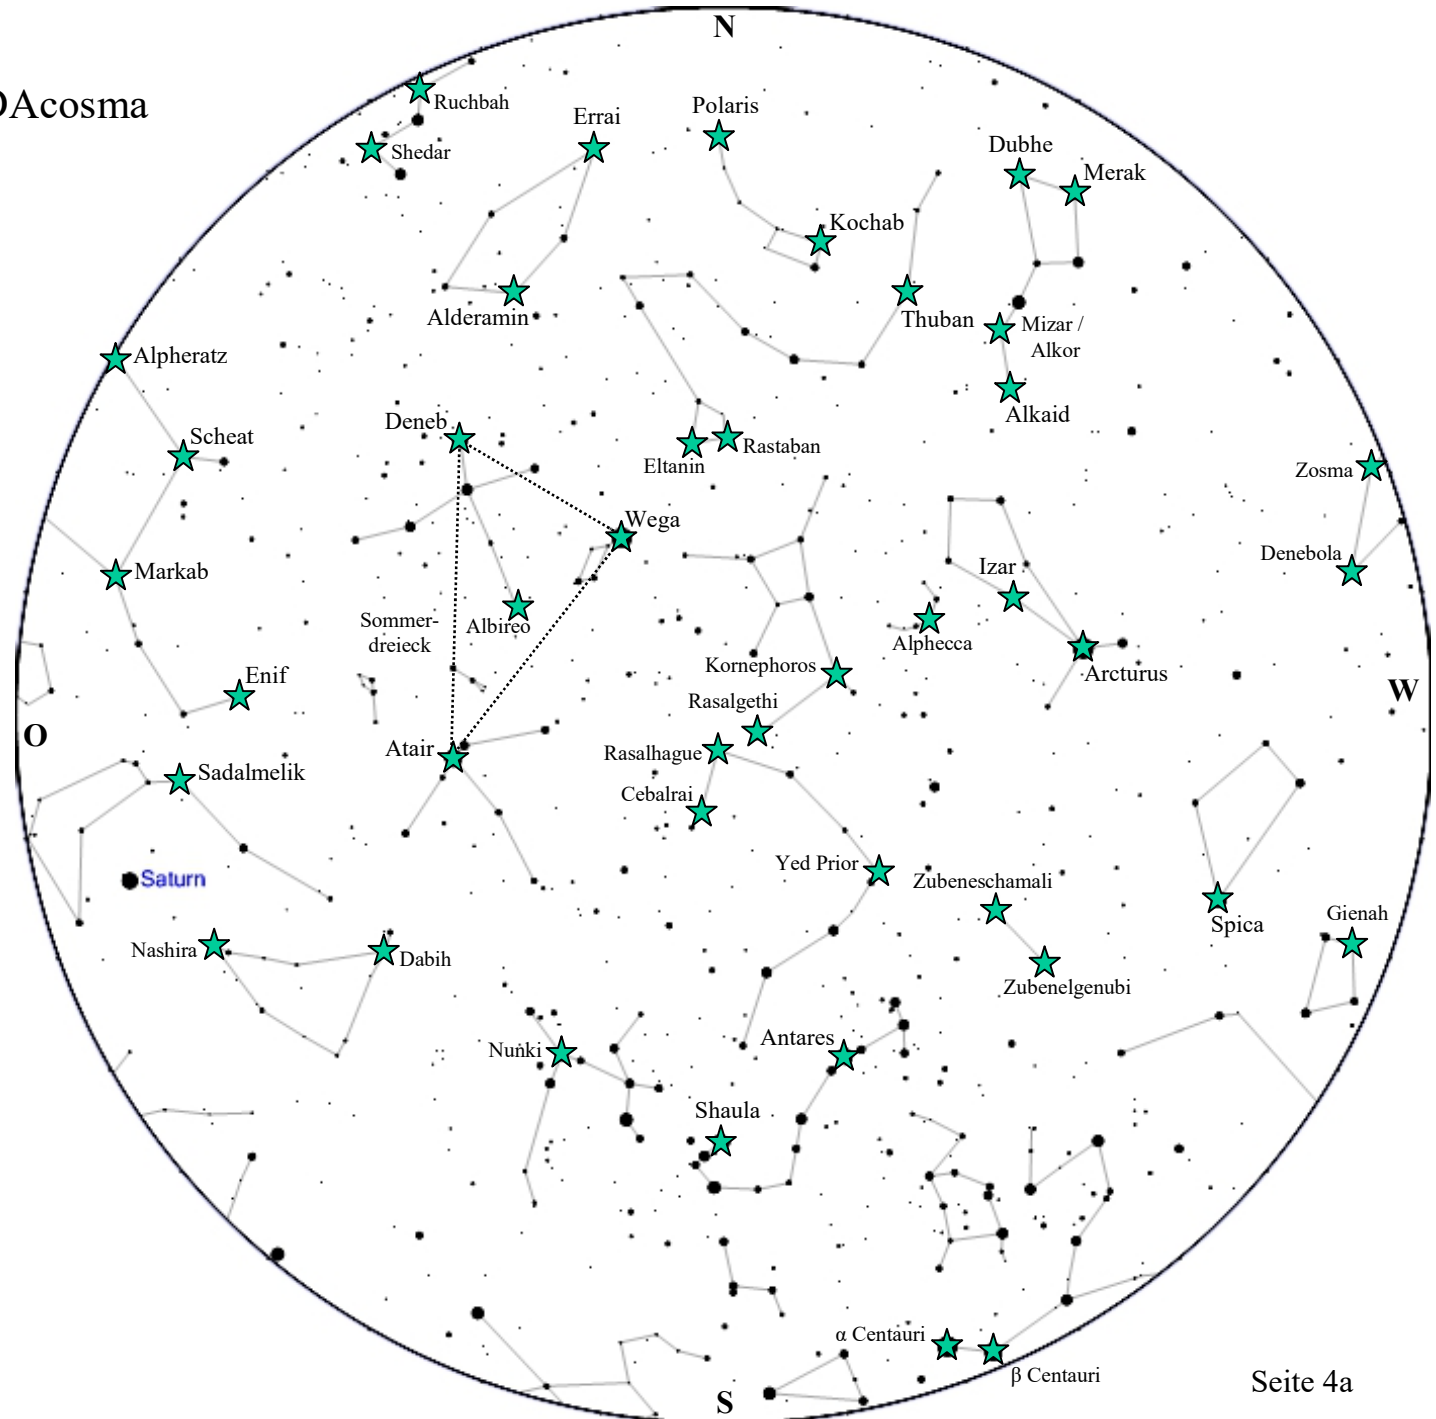 N
DAcosma
Ruchbah
Polaris
Errai
Dubhe
Shedar
Merak
Kochab
Alderamin
Thuban
Mizar /
Alkor
Alpheratz
Alkaid
Deneb
Scheat
Rastaban
Eltanin
Zosma
Wega
Denebola
Markab
Izar
Sommer-
dreieck
Albireo
Alphecca
Kornephoros
Arcturus
Enif
W
Rasalgethi
O
Atair
Rasalhague
Sadalmelik
Cebalrai
Yed Prior
Saturn
Zubeneschamali
Spica
Gienah
Nashira
Dabih
Zubenelgenubi
Antares
Nunki
Shaula
α Centauri
β Centauri
Seite 4a
S